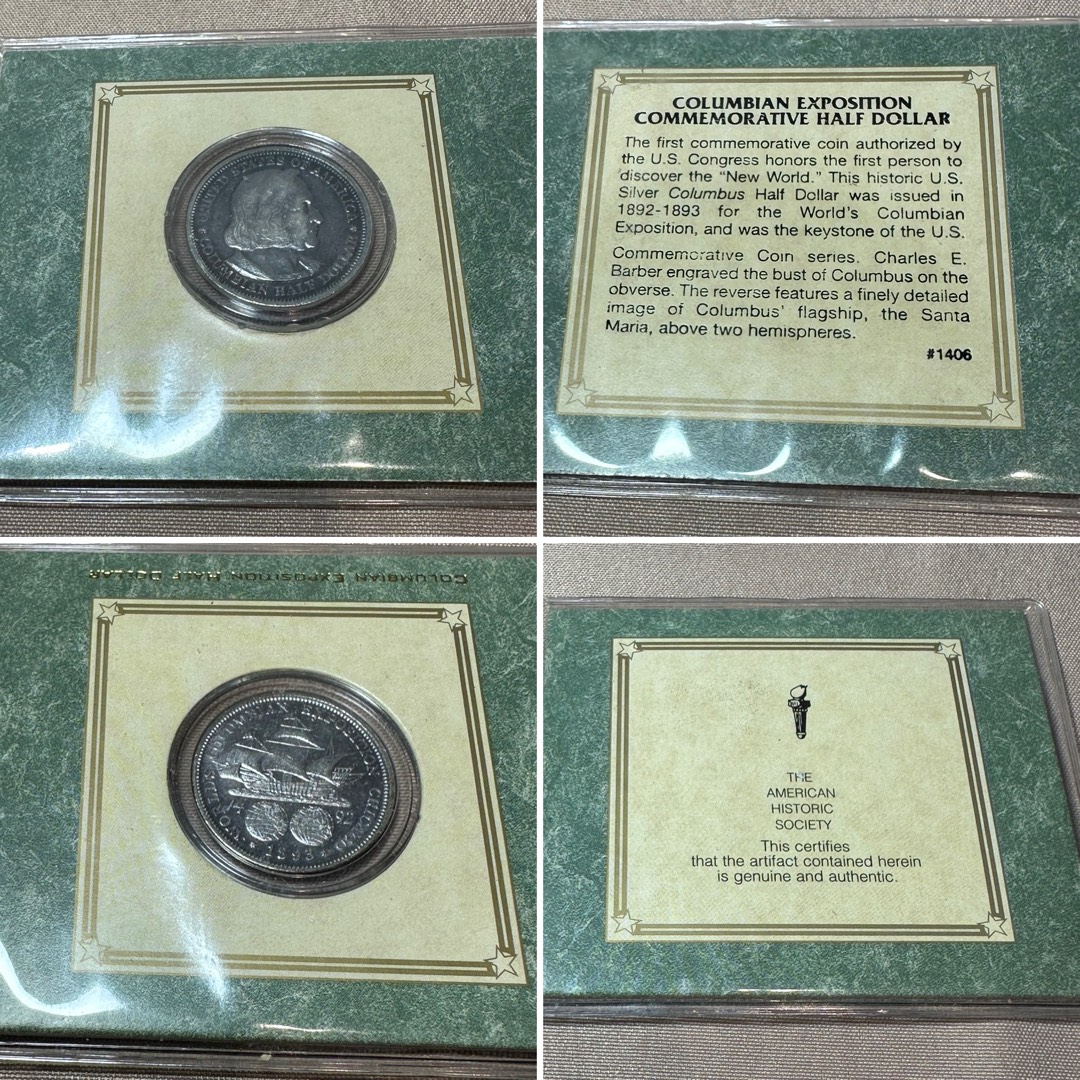 UNITED STATES OF AMERICA
COLUMBIAN HALF DOLLAR
COLUMBIAN EXPOSITION
COMMEMORATIVE HALF DOLLAR
The first commemorative coin authorized by
the U.S. Congress honors the first person to
discover the “New World.” This historic U.S.
Silver Columbus Half Dollar was issued in
1892-1893 for the World's Columbian
Exposition, and was the keystone of the U.S.
Commemorative Coin series. Charles E.
Barber engraved the bust of Columbus on the
obverse. The reverse features a finely detailed
image of Columbus' flagship, the Santa
Maria, above two hemispheres.
#1406
COLUMBIAN EXPOSITION HALF DOLLAR
WORLD'S COLUMBIAN EXPOSITION CHICAGO
14 92
1893
THE
AMERICAN
HISTORIC
SOCIETY
This certifies
that the artifact contained herein
is genuine and authentic.